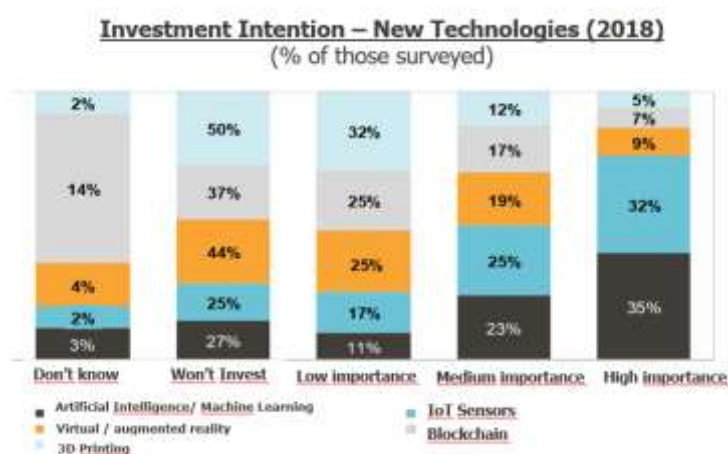 Investment Intention – New Technologies (2018)
(% of those surveyed)
2% 50% 32% 12% 5%
14% 37% 25% 17% 7%
4% 44% 25% 19% 9%
2% 25% 17% 25% 32%
3% 27% 11% 23% 35%
Don't know Won't Invest Low importance Medium importance High importance
Artificial Intelligence/ Machine Learning IoT Sensors
Virtual / augmented reality Blockchain
3D Printing